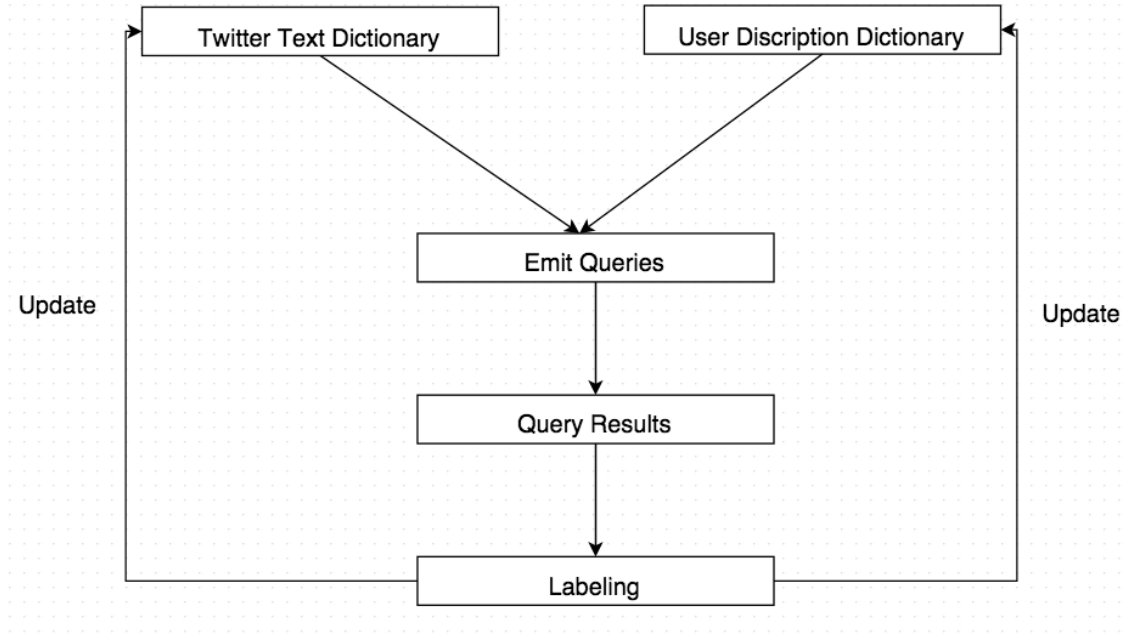 Twitter Text Dictionary
User Discription Dictionary
Emit Queries
Update
Update
Query Results
Labeling